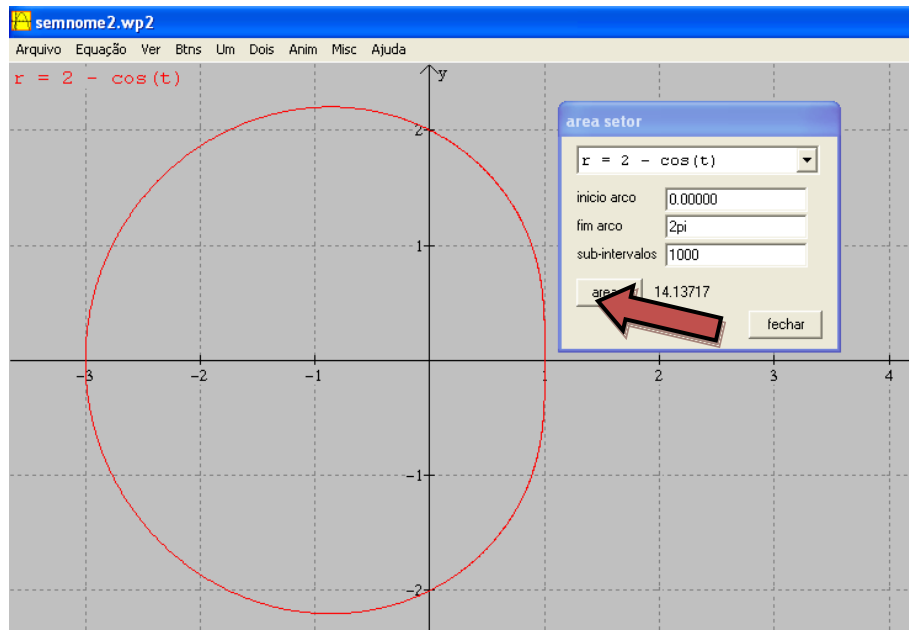 semnome2.wp2
Arquivo Equação Ver Btns Um Dois Anim Misc Ajuda
r = 2 - cos(t)
y
area setor
r = 2 - cos(t)
inicio arco 0.00000
fim arco 2pi
sub-intervalos 1000
area 14.13717
fechar
2
1
-3 -2 -1 1 2 3 4
-1
-2